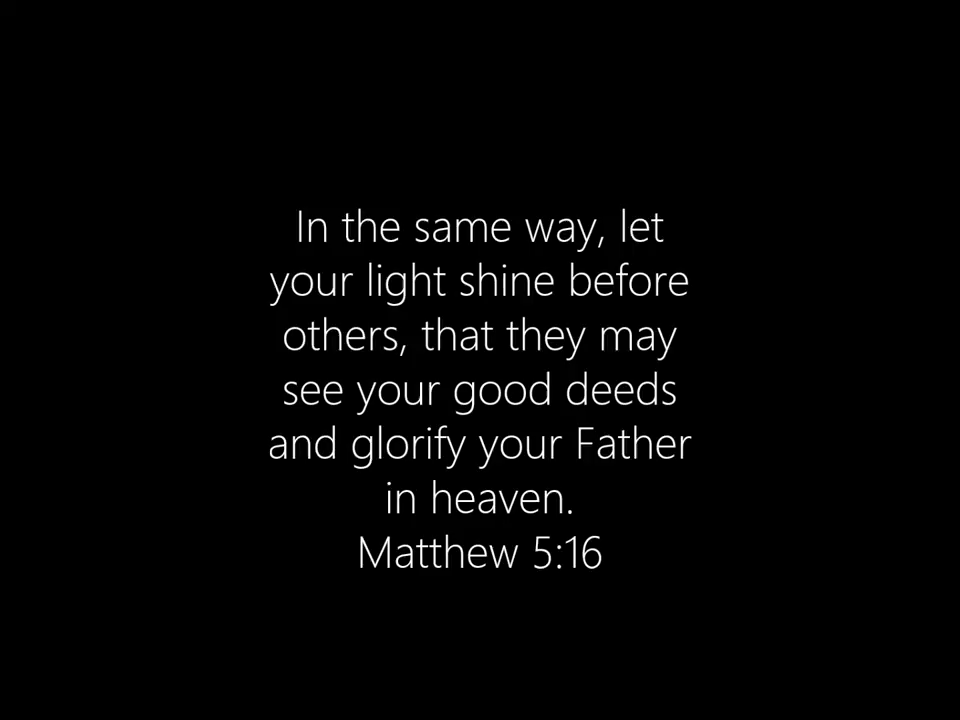 In the same way, let
your light shine before
others, that they may
see your good deeds
and glorify your Father
in heaven.
Matthew 5:16